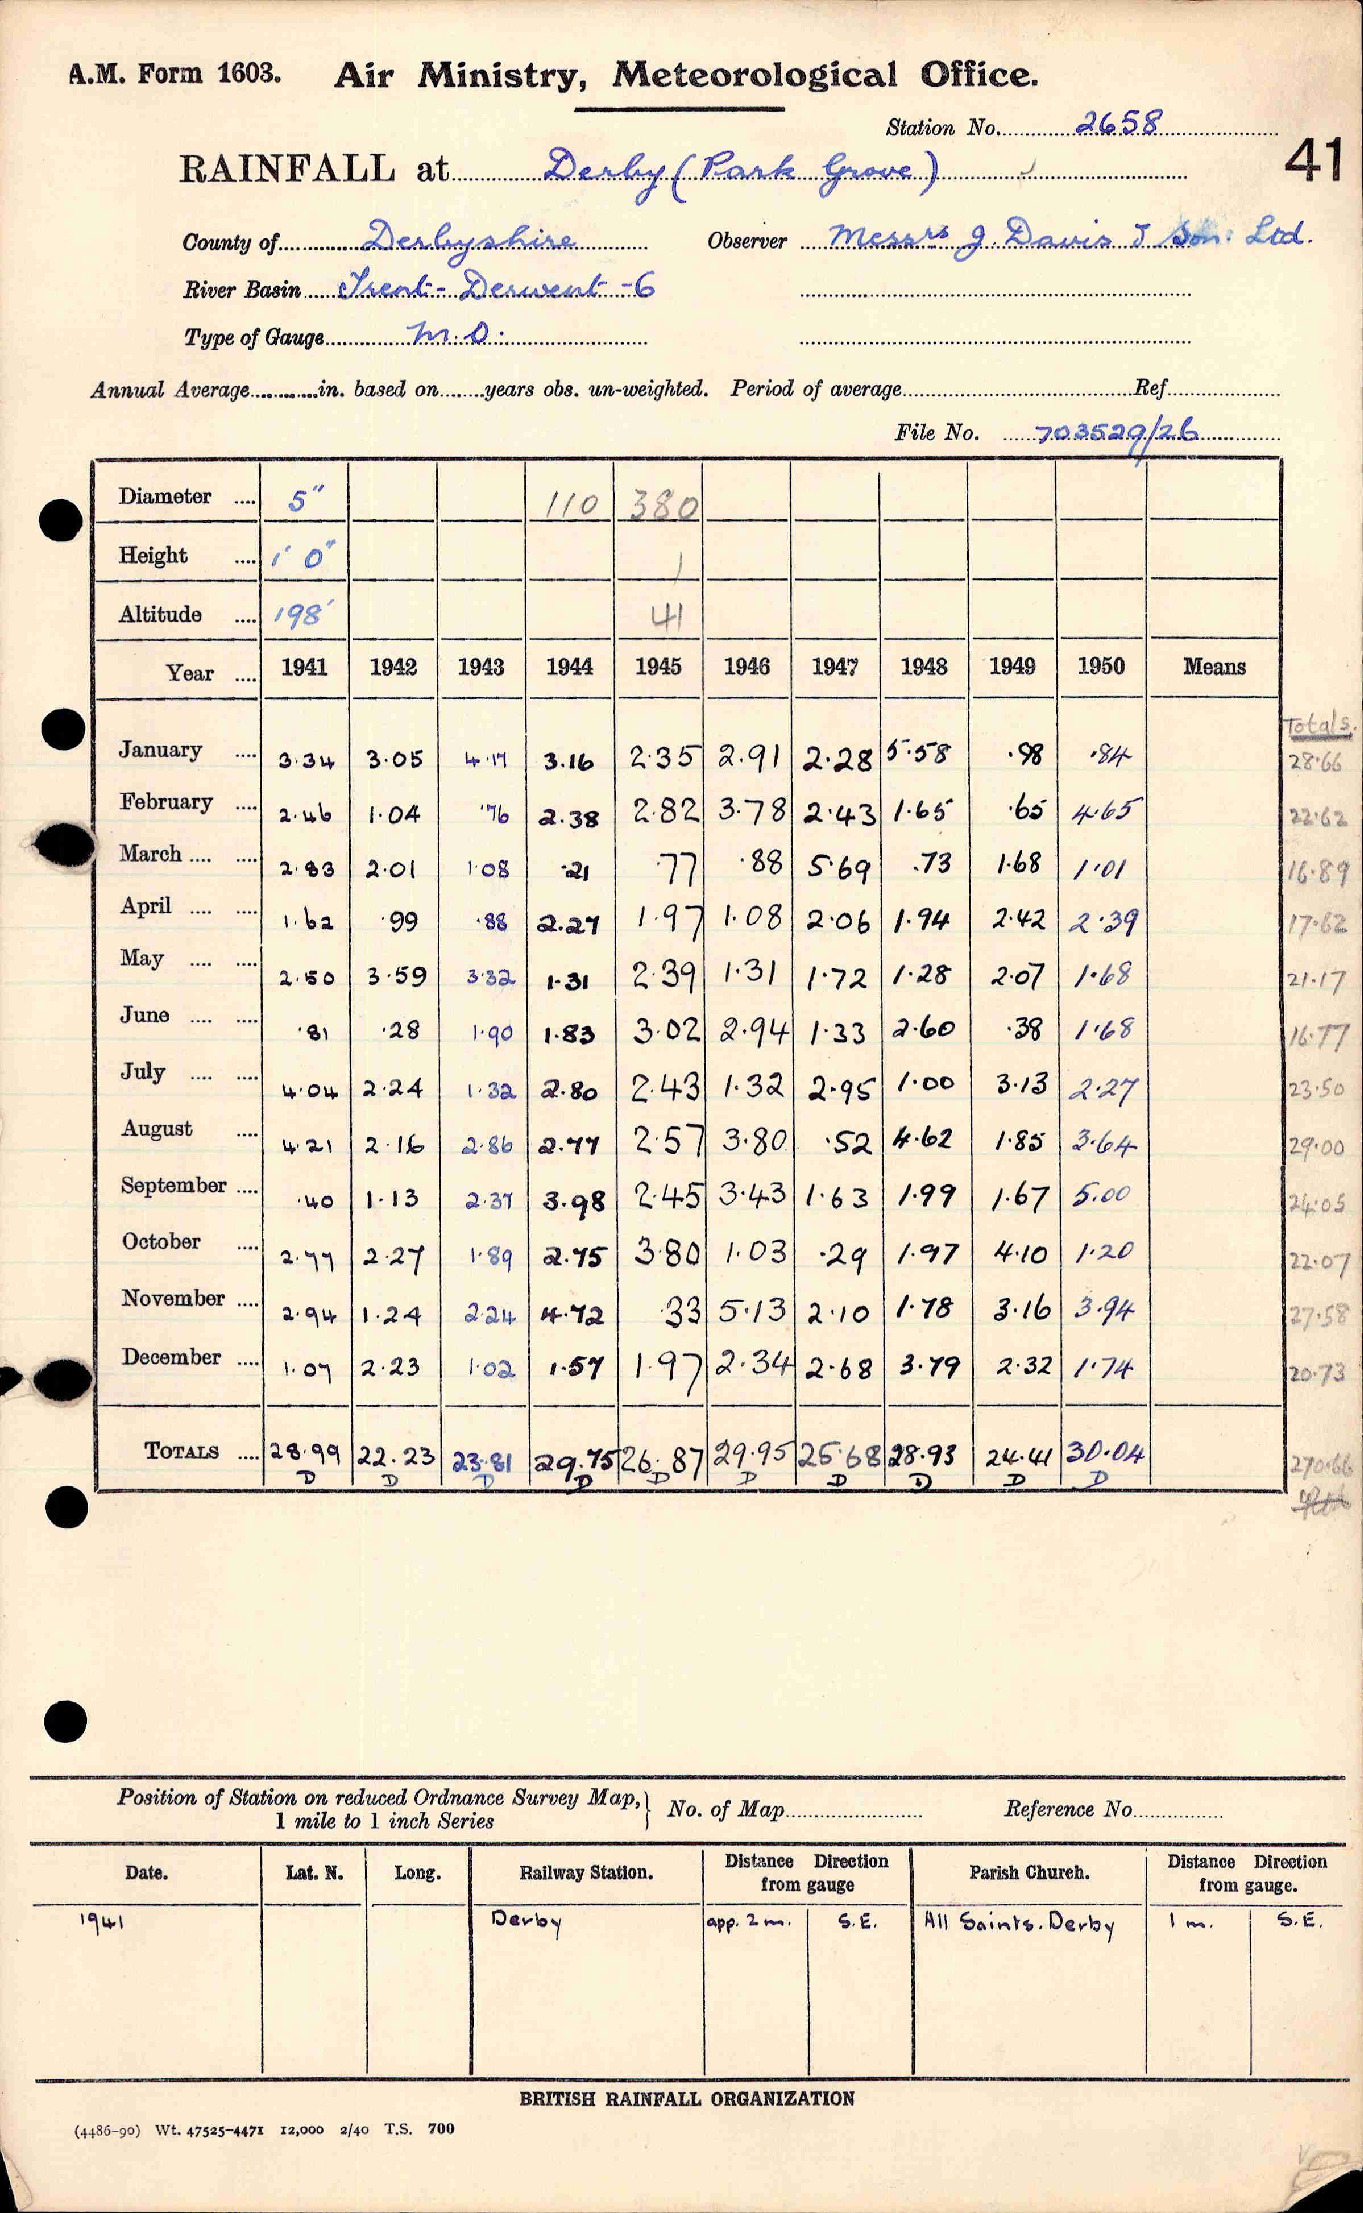 A.M. Form 1603. Air Ministry, Meteorological Office.
Station No. 2658
41
RAINFALL at Derby (Park Grove)
County of Derbyshire Observer Messrs J. Davis & Son. Ltd.
River Basin Trent - Derwent - 6
Type of Gauge M.O.
Annual Average in. based on years obs. un-weighted. Period of average Ref
File No. 703529/26
Diameter .... 5" 110 380
Height .... 1' 0" 1
Altitude .... 198' 41
Year .... 1941 1942 1943 1944 1945 1946 1947 1948 1949 1950 Means
Totals.
January .... 3.34 3.05 4.17 3.16 2.35 2.91 2.28 5.58 .98 .84 28.66
February .... 2.46 1.04 .76 2.38 2.82 3.78 2.43 1.65 .65 4.65 22.62
March .... .... 2.83 2.01 1.08 .21 .77 .88 5.69 .73 1.68 1.01 16.89
April .... .... 1.62 .99 .88 2.27 1.97 1.08 2.06 1.94 2.42 2.39 17.62
May .... .... 2.50 3.59 3.32 1.31 2.39 1.31 1.72 1.28 2.07 1.68 21.17
June .... .... .81 .28 1.90 1.83 3.02 2.94 1.33 2.60 .38 1.68 16.77
July .... .... 4.04 2.24 1.32 2.80 2.43 1.32 2.95 1.00 3.13 2.27 23.50
August .... 4.21 2.16 2.86 2.77 2.57 3.80 .52 4.62 1.85 3.64 29.00
September .... .40 1.13 2.37 3.98 2.45 3.43 1.63 1.99 1.67 5.00 24.05
October .... 2.77 2.27 1.89 2.75 3.80 1.03 .29 1.97 4.10 1.20 22.07
November .... 2.94 1.24 2.24 4.72 .33 5.13 2.10 1.78 3.16 3.94 27.58
December .... 1.07 2.23 1.02 1.57 1.97 2.34 2.68 3.79 2.32 1.74 20.73
TOTALS .... 28.99 22.23 23.81 29.75 26.87 29.95 25.68 28.93 24.41 30.04 270.66
D D D D D D D D D D
Position of Station on reduced Ordnance Survey Map, 1 mile to 1 inch Series No. of Map Reference No.
Date. Lat. N. Long. Railway Station. Distance Direction from gauge Parish Church. Distance Direction from gauge.
1941 Derby app. 2 m. S.E. All Saints. Derby 1 m. S.E.
BRITISH RAINFALL ORGANIZATION
(4486-90) Wt. 47525-4471 12,000 2/40 T.S. 700